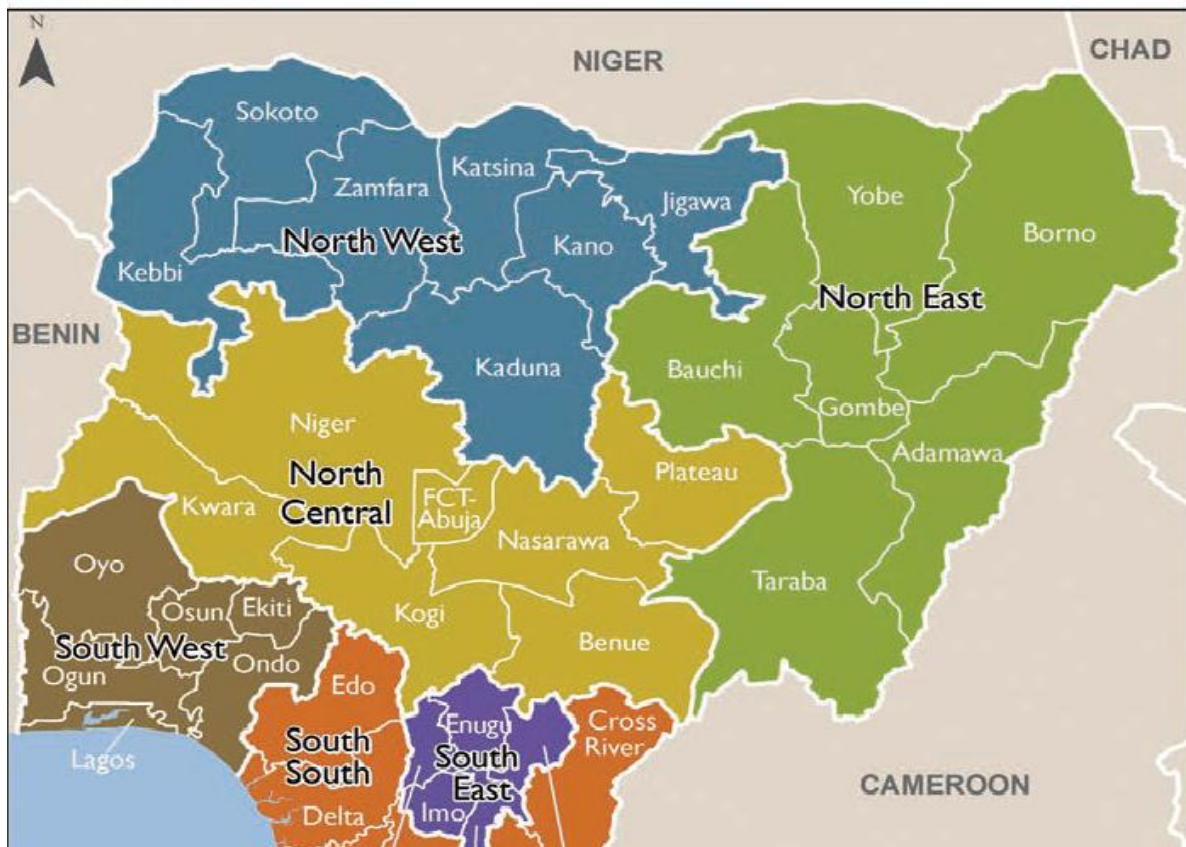 N
NIGER
CHAD
Sokoto
Katsina
Zamfara
Jigawa
Yobe
North West
Kano
Borno
Kebbi
North East
BENIN
Kaduna
Bauchi
Gombe
Niger
Adamawa
Plateau
North
Central
FCT-
Abuja
Kwara
Nasarawa
Oyo
Taraba
Osun
Ekiti
Kogi
Benue
South West
Ondo
Ogun
Edo
Enugu
Cross
River
South
South
South
East
Lagos
CAMEROON
Delta
Imo